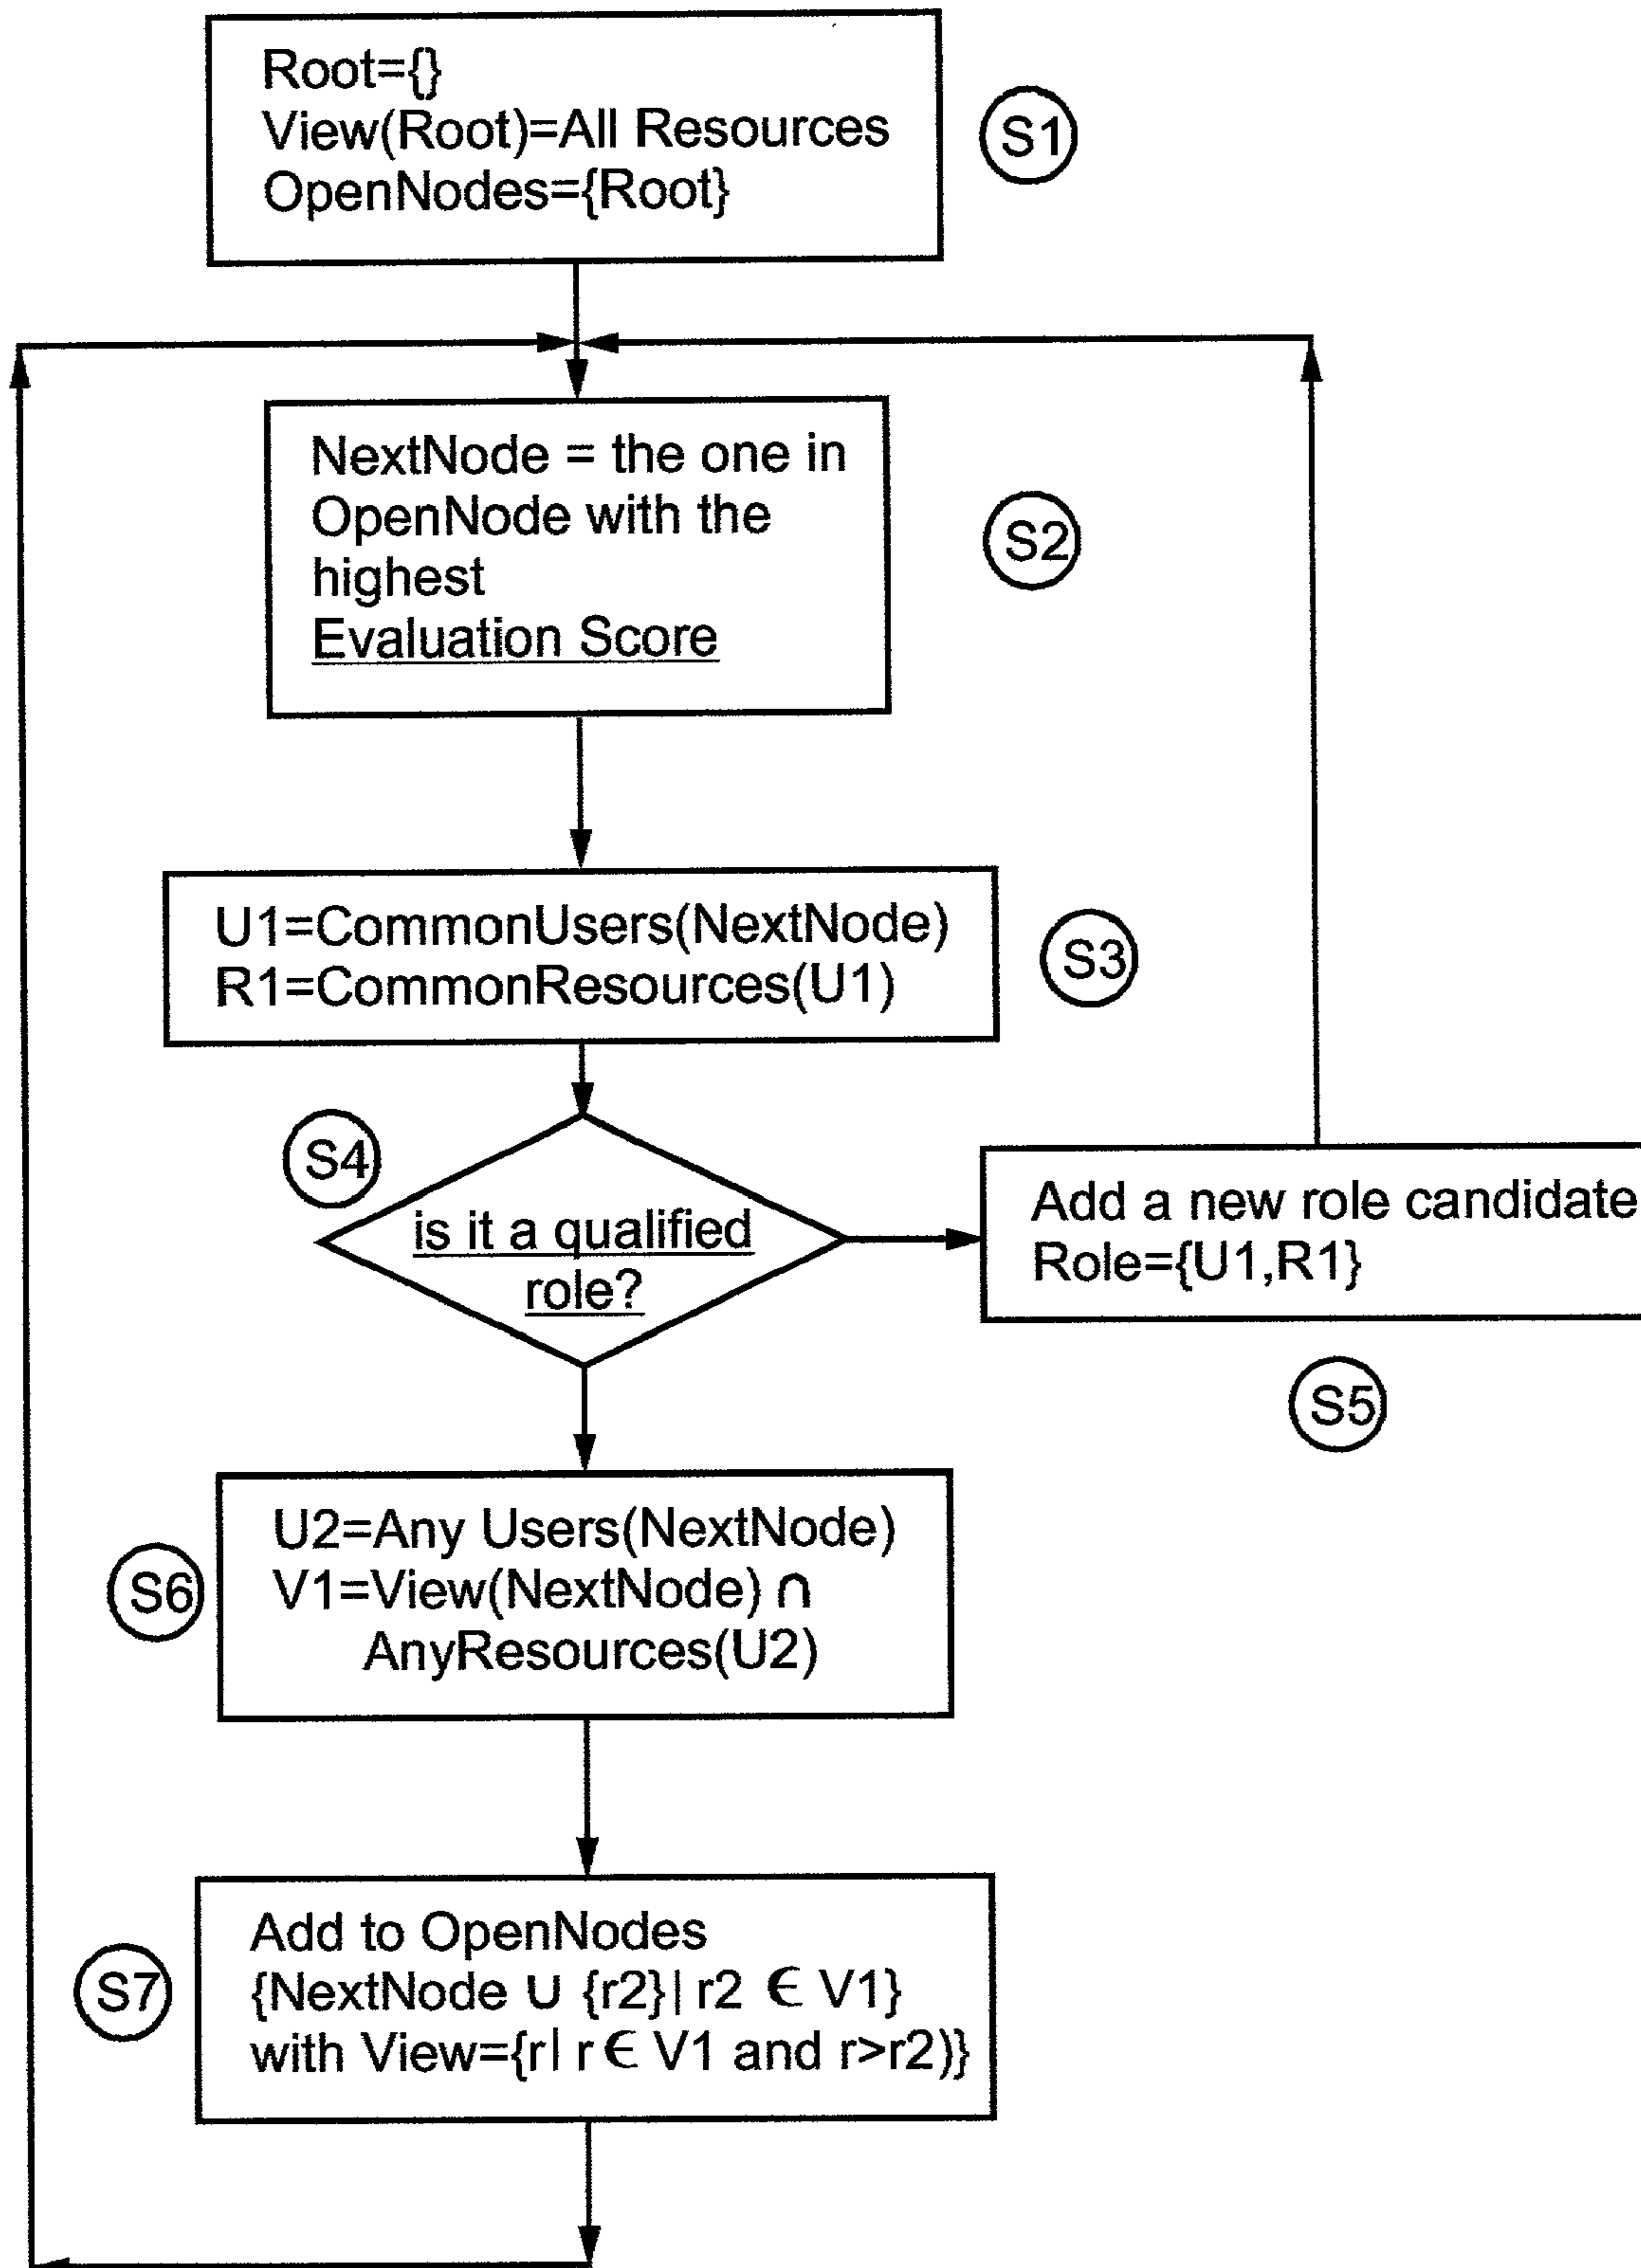 Root={}
View(Root)=All Resources
OpenNodes={Root}
S1
NextNode = the one in
OpenNode with the
highest
Evaluation Score
S2
U1=CommonUsers(NextNode)
R1=CommonResources(U1)
S3
S4
is it a qualified
role?
Add a new role candidate
Role={U1,R1}
S5
U2=Any Users(NextNode)
V1=View(NextNode) ∩
AnyResources(U2)
S6
Add to OpenNodes
{NextNode ∪ {r2}| r2 ∈ V1}
with View={r| r ∈ V1 and r>r2)}
S7